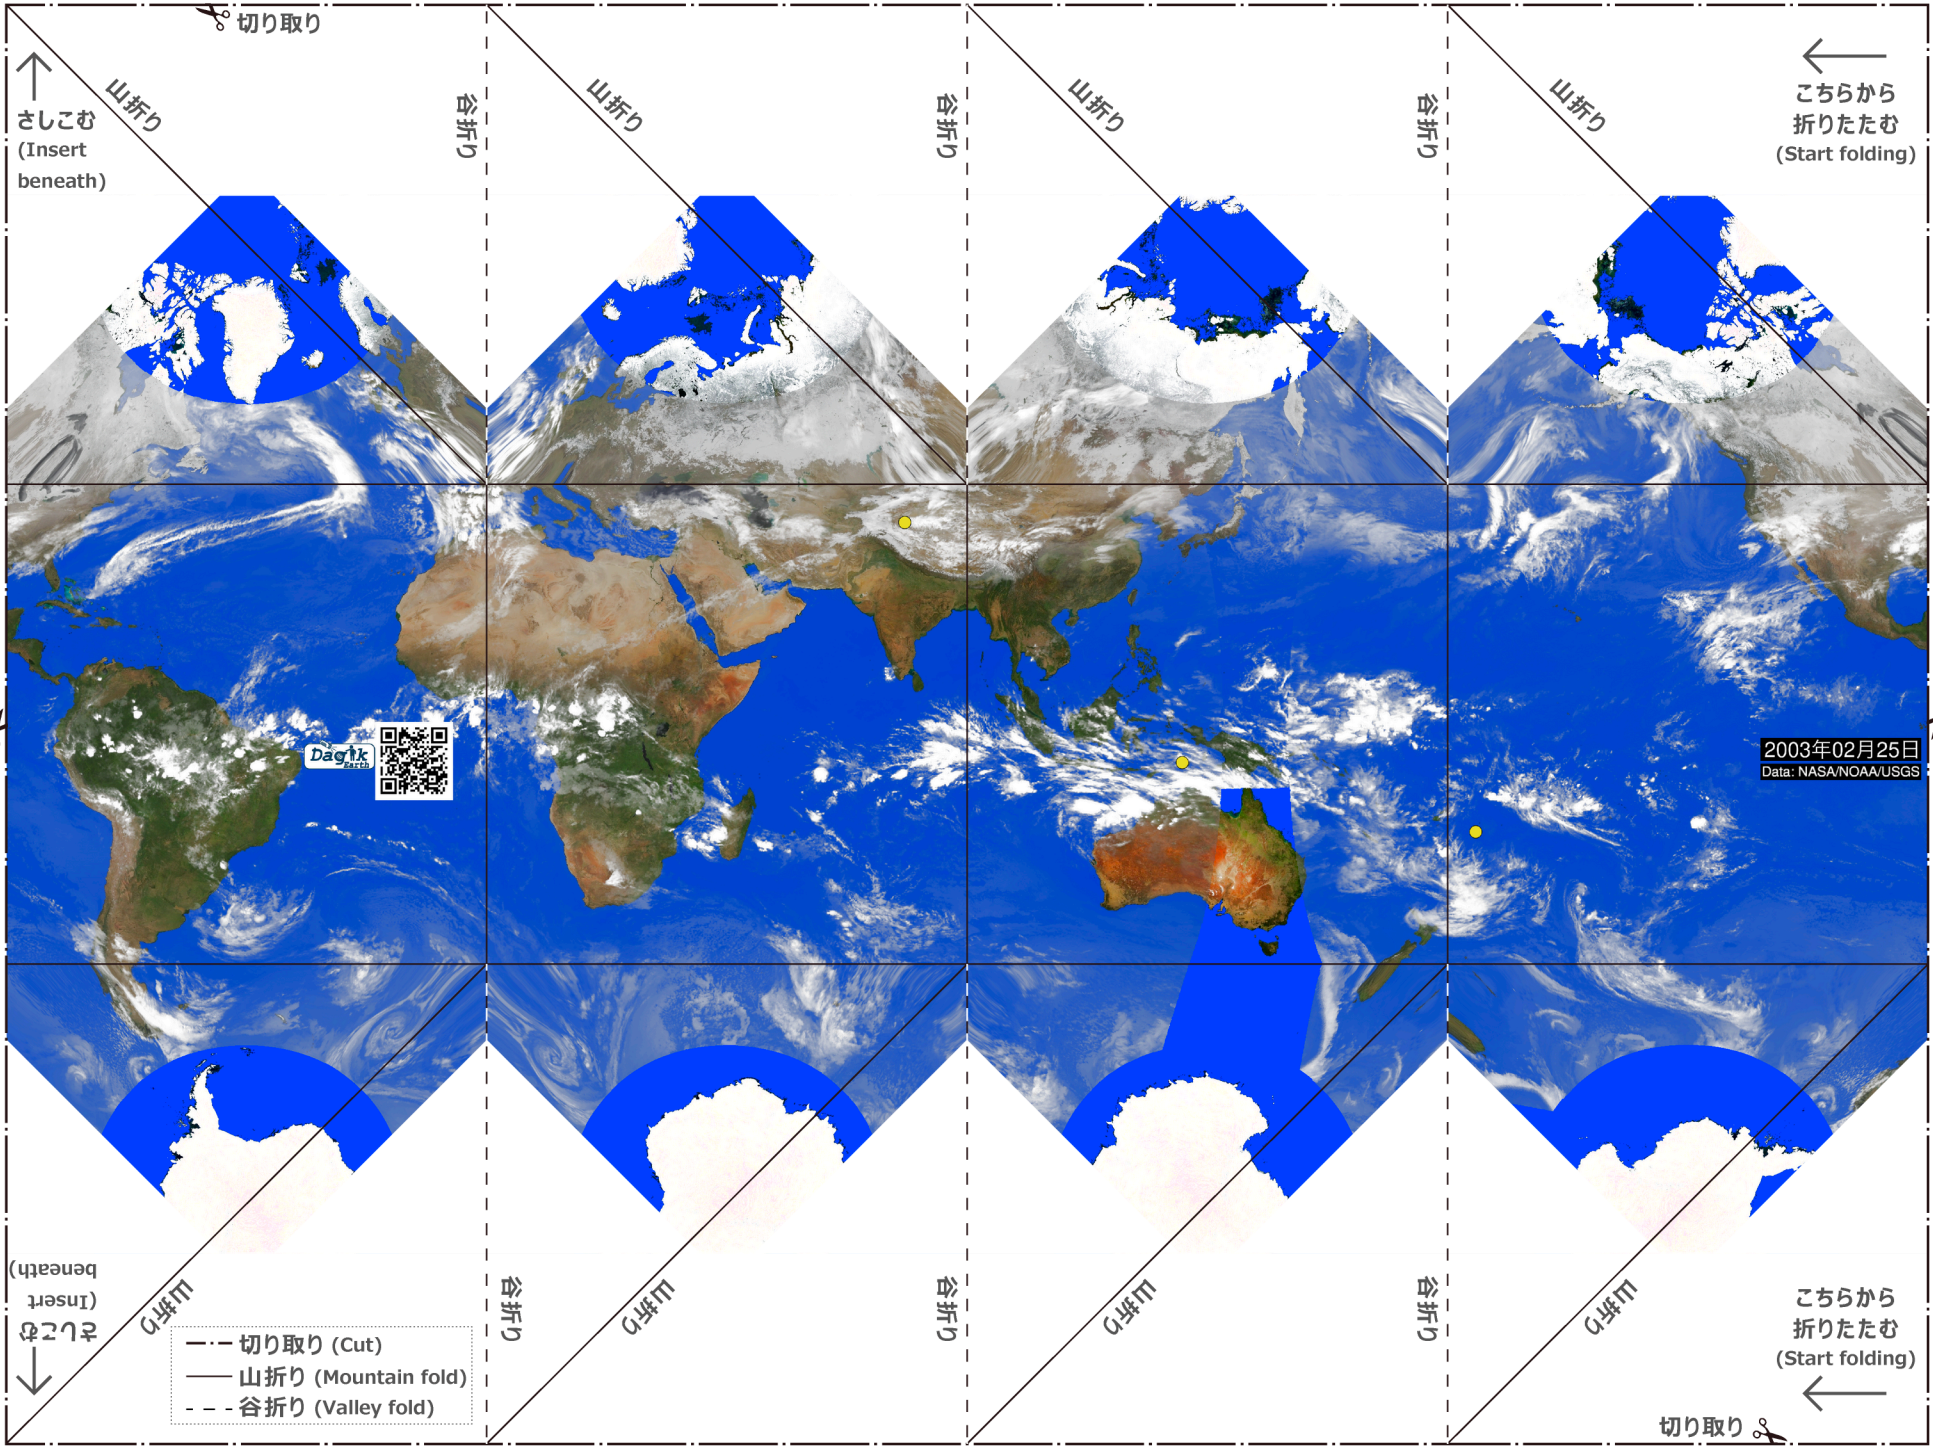 切り取り
さしこむ
(Insert
beneath)
山折り
谷折り
山折り
谷折り
山折り
谷折り
山折り
こちらから
折りたたむ
(Start folding)
Dagik
Earth
2003年02月25日
Data: NASA/NOAA/USGS
さしこむ
(Insert
beneath)
山折り
谷折り
山折り
谷折り
山折り
谷折り
山折り
こちらから
折りたたむ
(Start folding)
切り取り (Cut)
山折り (Mountain fold)
谷折り (Valley fold)
切り取り